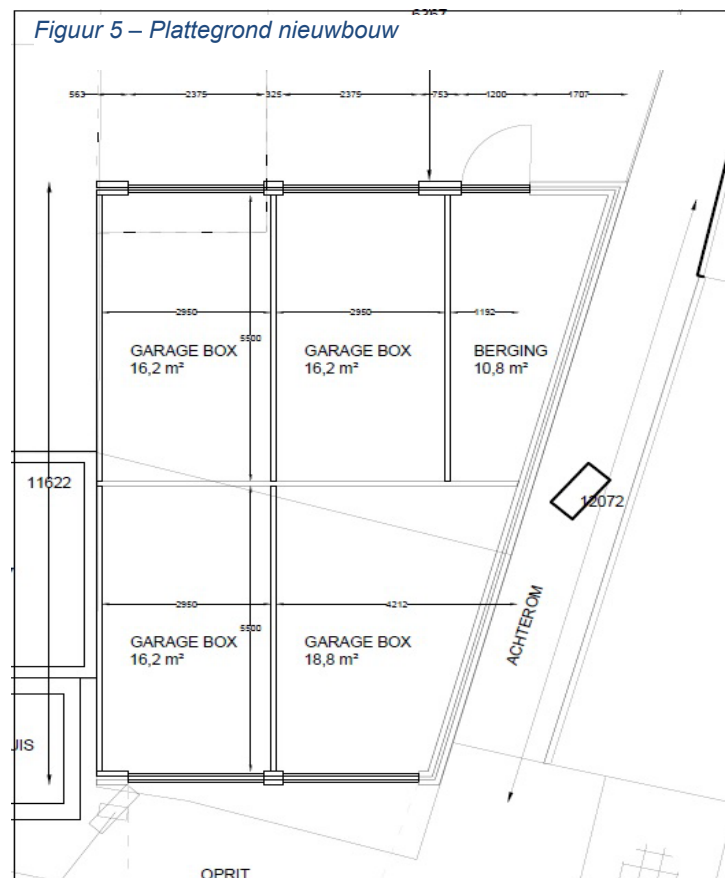 6267
Figuur 5 – Plattegrond nieuwbouw
563 2375 325 2375 753 1200 1707
2950 2950 1192
5500
GARAGE BOX
16,2 m²
GARAGE BOX
16,2 m²
BERGING
10,8 m²
11622
12072
2950 4212
5500
GARAGE BOX
16,2 m²
GARAGE BOX
18,8 m²
ACHTEROM
UIS
OPRIT